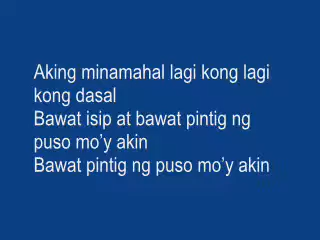 Aking minamahal lagi kong lagi
kong dasal
Bawat isip at bawat pintig ng
puso mo’y akin
Bawat pintig ng puso mo’y akin